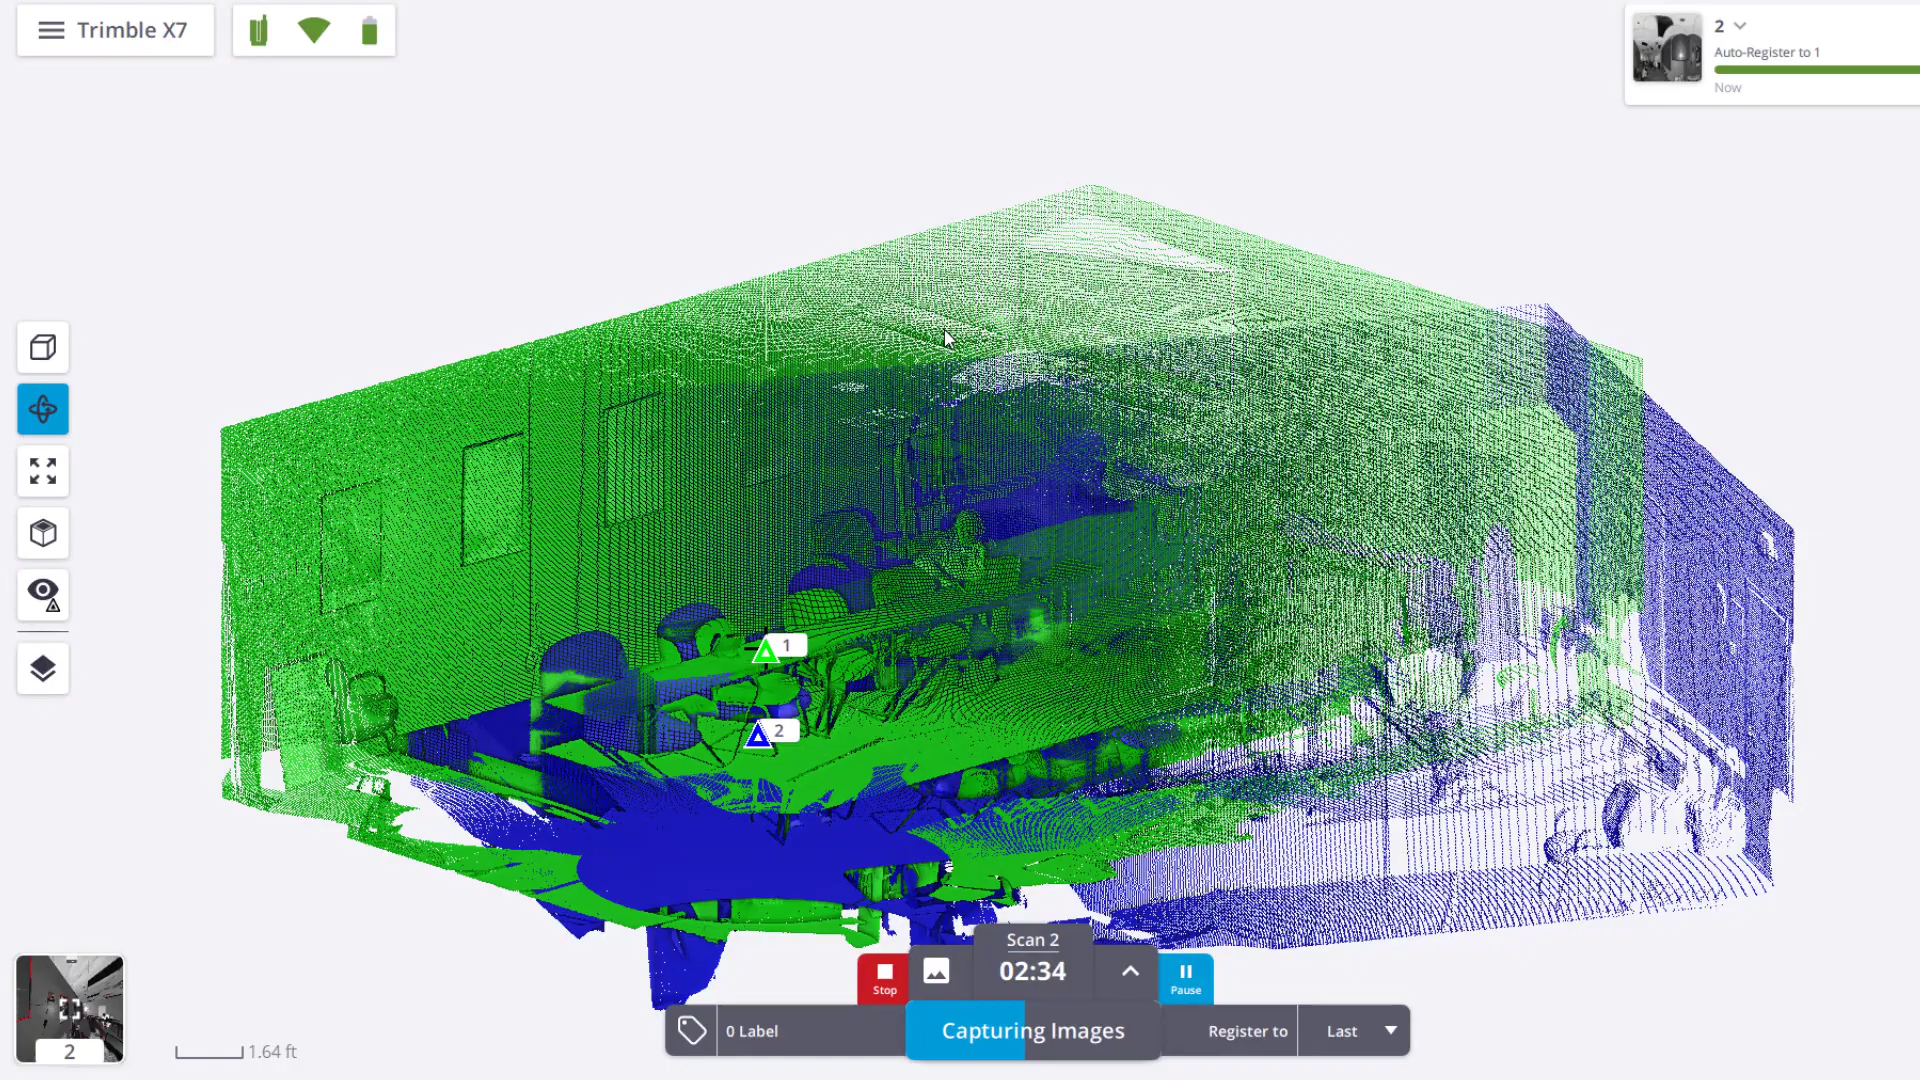 Trimble X7
2
Auto-Register to 1
Now
1
2
Scan 2
02:34
Stop
Pause
0 Label
Capturing Images
Register to
Last
2
1.64 ft